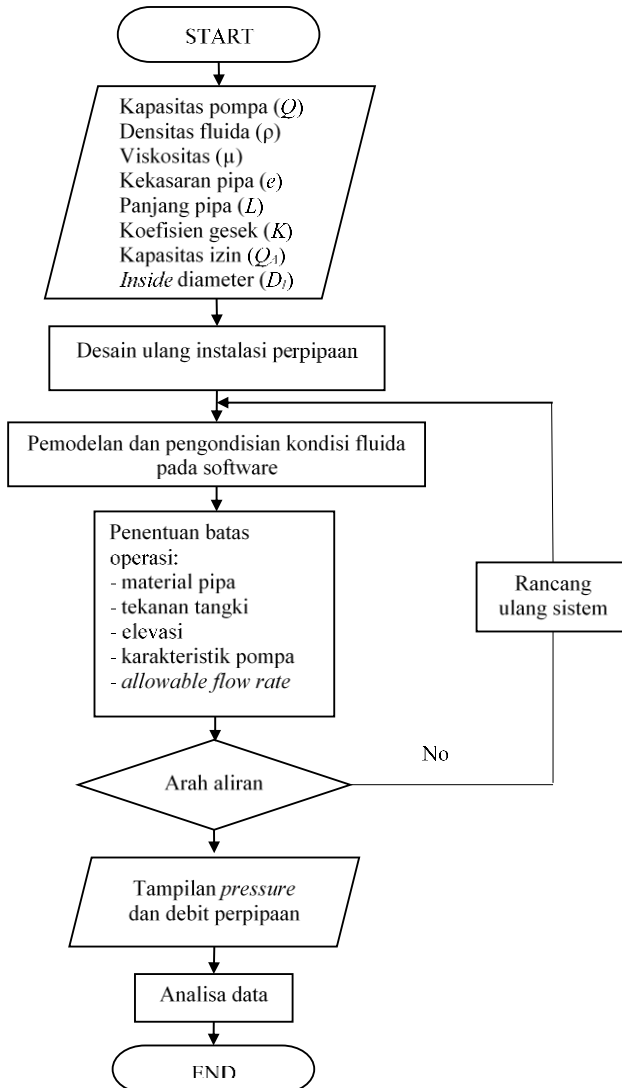 START
Kapasitas pompa (Q)
Densitas fluida (ρ)
Viskositas (μ)
Kekasaran pipa (e)
Panjang pipa (L)
Koefisien gesek (K)
Kapasitas izin (Q_A)
Inside diameter (D_i)
Desain ulang instalasi perpipaan
Pemodelan dan pengondisian kondisi fluida
pada software
Penentuan batas
operasi:
- material pipa
- tekanan tangki
- elevasi
- karakteristik pompa
- allowable flow rate
Rancang
ulang sistem
No
Arah aliran
Tampilan pressure
dan debit perpipaan
Analisa data
END